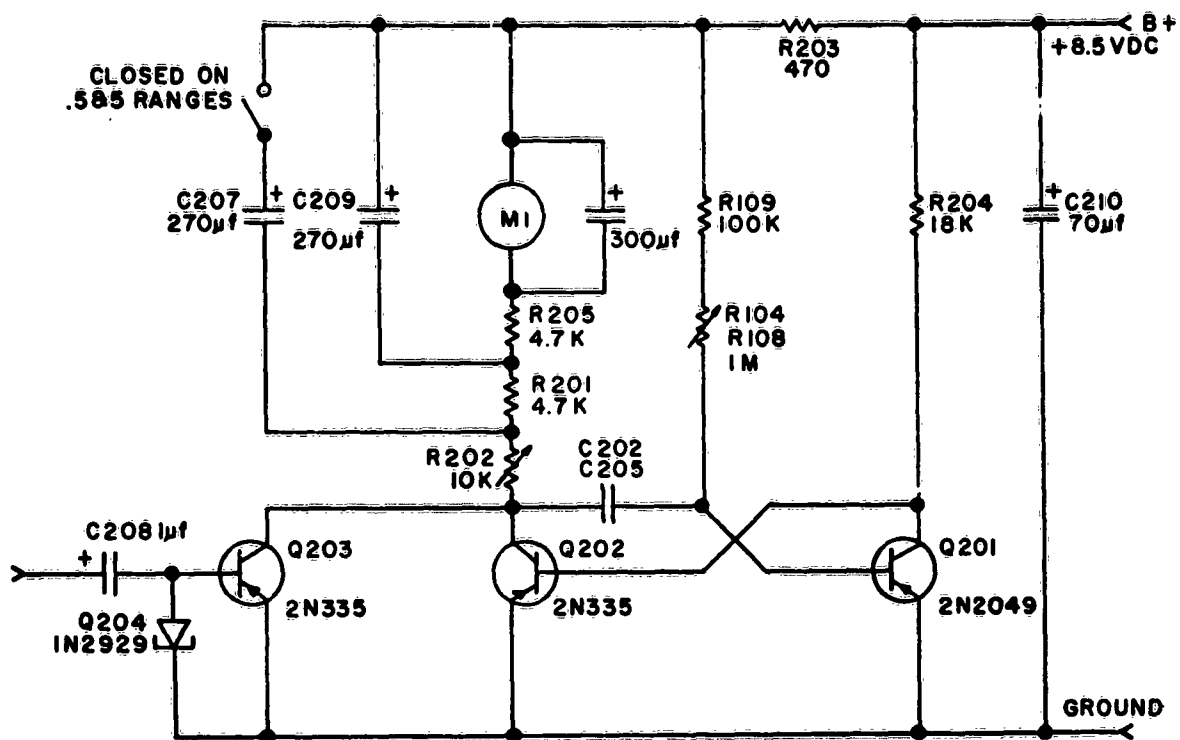 B+
+8.5 VDC
R203
470
CLOSED ON
.5&5 RANGES
C207
270µf
+
C209
270µf
+
M1
+
300µf
R109
100K
R204
18K
+
C210
70µf
R205
4.7K
R104
R108
1M
R201
4.7K
R202
10K
C202
C205
C208 1µf
+
Q203
2N335
Q202
2N335
Q201
2N2049
Q204
1N2929
GROUND